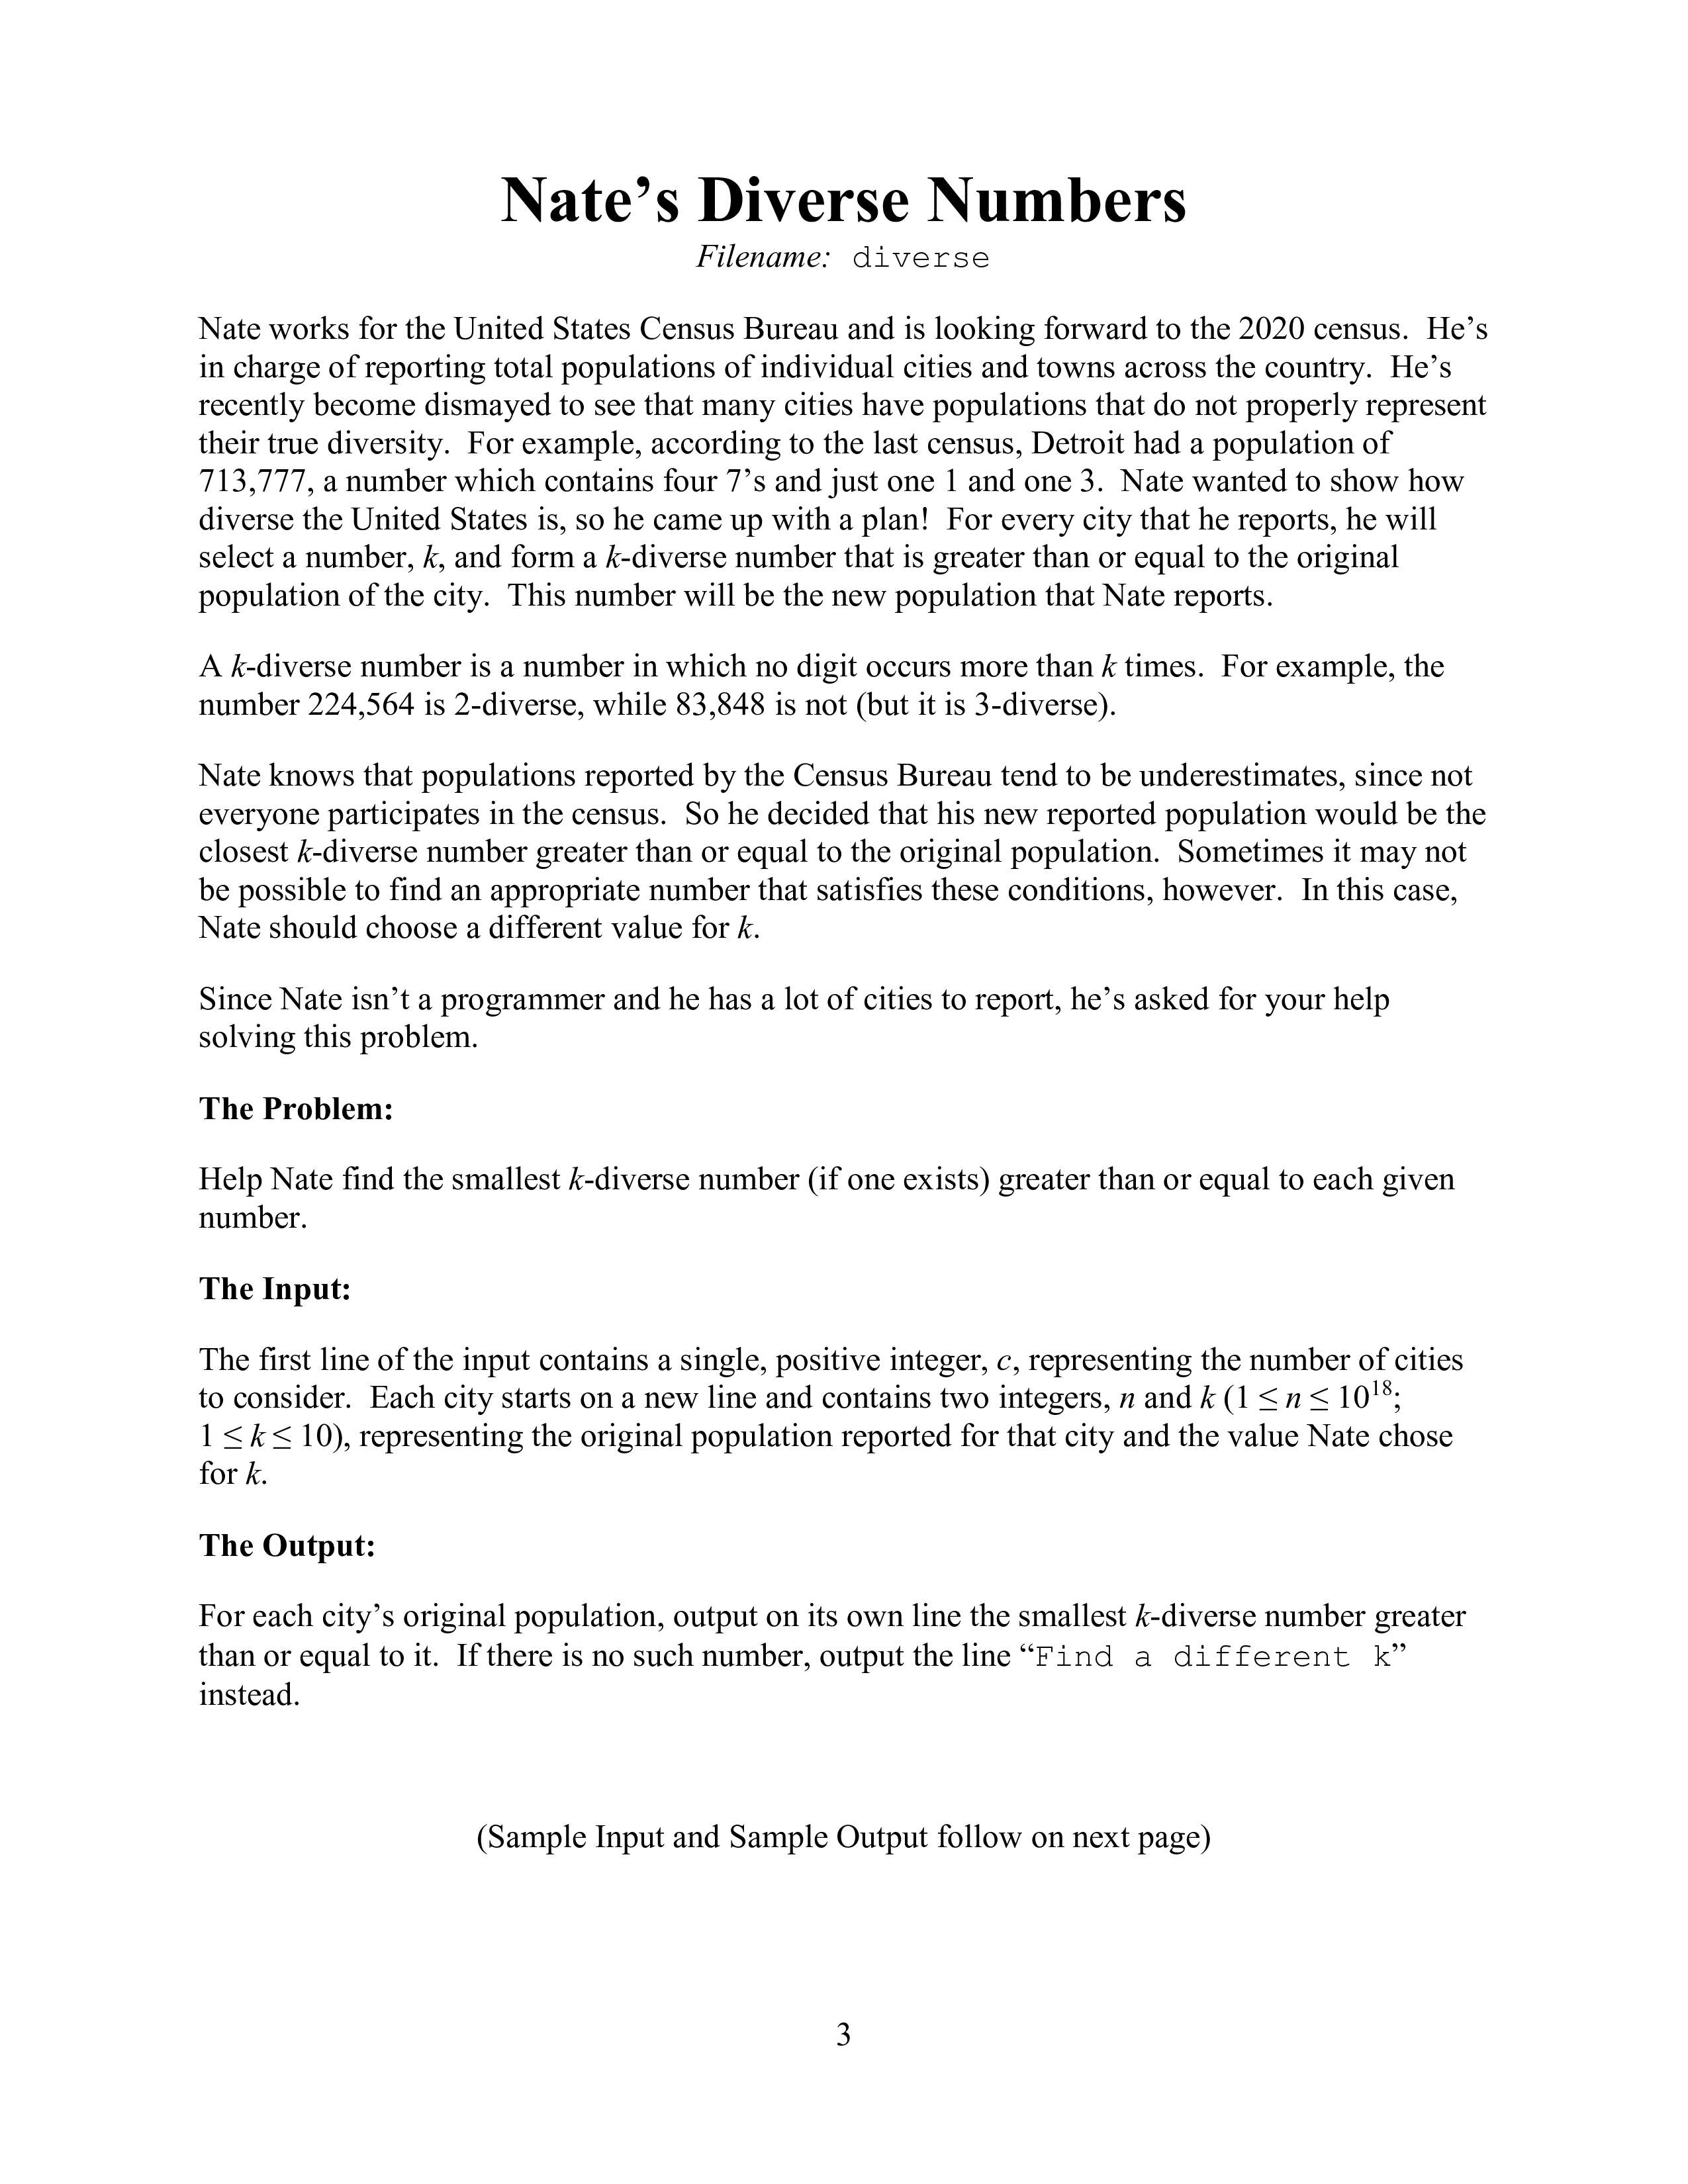 Nate’s Diverse Numbers
Filename: diverse
Nate works for the United States Census Bureau and is looking forward to the 2020 census. He’s
in charge of reporting total populations of individual cities and towns across the country. He’s
recently become dismayed to see that many cities have populations that do not properly represent
their true diversity. For example, according to the last census, Detroit had a population of
713,777, a number which contains four 7’s and just one 1 and one 3. Nate wanted to show how
diverse the United States is, so he came up with a plan! For every city that he reports, he will
select a number, k, and form a k-diverse number that is greater than or equal to the original
population of the city. This number will be the new population that Nate reports.
A k-diverse number is a number in which no digit occurs more than k times. For example, the
number 224,564 is 2-diverse, while 83,848 is not (but it is 3-diverse).
Nate knows that populations reported by the Census Bureau tend to be underestimates, since not
everyone participates in the census. So he decided that his new reported population would be the
closest k-diverse number greater than or equal to the original population. Sometimes it may not
be possible to find an appropriate number that satisfies these conditions, however. In this case,
Nate should choose a different value for k.
Since Nate isn’t a programmer and he has a lot of cities to report, he’s asked for your help
solving this problem.
The Problem:
Help Nate find the smallest k-diverse number (if one exists) greater than or equal to each given
number.
The Input:
The first line of the input contains a single, positive integer, c, representing the number of cities
to consider. Each city starts on a new line and contains two integers, n and k (1 ≤ n ≤ 10¹⁸;
1 ≤ k ≤ 10), representing the original population reported for that city and the value Nate chose
for k.
The Output:
For each city’s original population, output on its own line the smallest k-diverse number greater
than or equal to it. If there is no such number, output the line “Find a different k”
instead.
(Sample Input and Sample Output follow on next page)
3